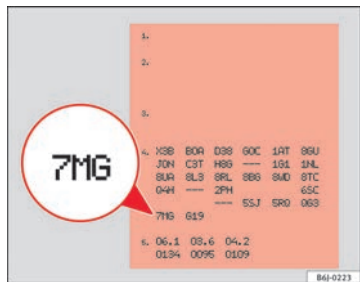 1.
2.
3.
4. X3B B0A D38 G0C 1AT 8GU
J0N C3T H8G --- 1G1 1NL
8UA 8L3 8RL 8B6 8WD 8TC
04H --- 2PH 6SC
--- 5SJ 5R0 0G3
7MG G19
5. 06.1 03.6 04.2
0134 0095 0109
7MG
B6J-0223